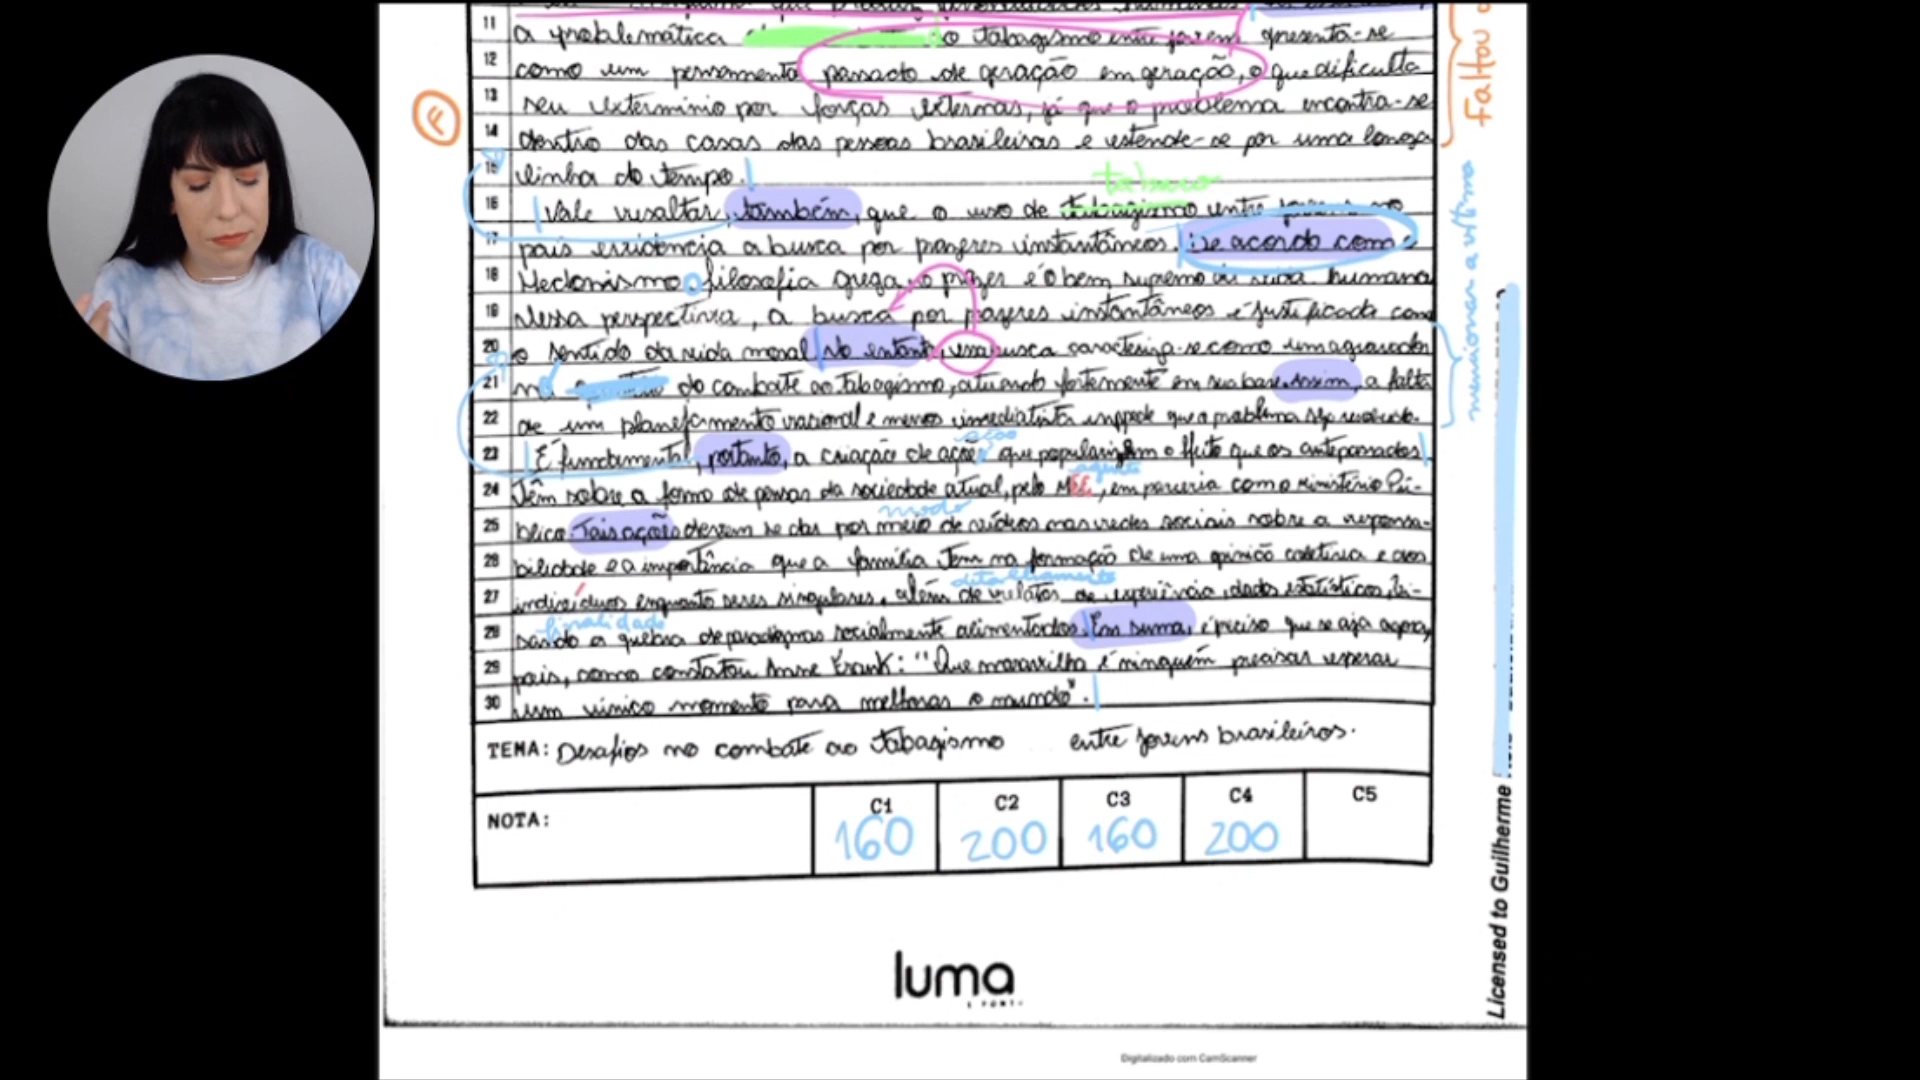 11 a problemática do tabagismo entre jovens apresenta-se
12 como um pensamento passado de geração em geração, o que dificulta
13 seu extermínio por forças externas, já que o problema encontra-se
14 dentro das casas das pessoas brasileiras e estende-se por uma longa
15 linha do tempo.
tabaco
16 Vale ressaltar, também, que o uso de tabagismo entre jovens no
17 país evidencia a busca por prazeres instantâneos. De acordo com o
18 Hedonismo filosofia grega, o prazer é o bem supremo da vida humana
19 Nessa perspectiva, a busca por prazeres instantâneos é justificada com
20 o sentido da vida moral No entanto, essa busca caracteriza-se como um agravador
21 no do combate ao tabagismo, atuando fortemente em sua base. Assim, a falta
22 de um planejamento racional e menos imediatista impede que o problema seja resolvido.
ação
23 É fundamental, portanto, a criação de ações que popularizem o efeito que os antepassados
agente
24 têm sobre a forma de pensar da sociedade atual, pelo MEC, em parceria com o Ministério Pú-
modo
25 blico. Tais ações devem se dar por meio de vídeos nas redes sociais sobre a responsa-
26 bilidade e a importância que a família tem na formação de uma opinião coletiva e dos
detalhamento
27 indivíduos enquanto seres singulares, além de relatos de experiência, dados estatísticos, vi-
finalidade
28 sando a quebra de paradigmas socialmente alimentados. Em suma, é preciso que se aja agora,
29 pois, como constatou Anne Frank: "Que maravilha é ninguém precisar esperar
30 um único momento para melhorar o mundo".
TEMA: Desafios no combate ao tabagismo entre jovens brasileiros.
NOTA:
C1 C2 C3 C4 C5
160 200 160 200
F
Faltou
mencionar a vítima
Licensed to Guilherme
luma
Digitalizado com CamScanner